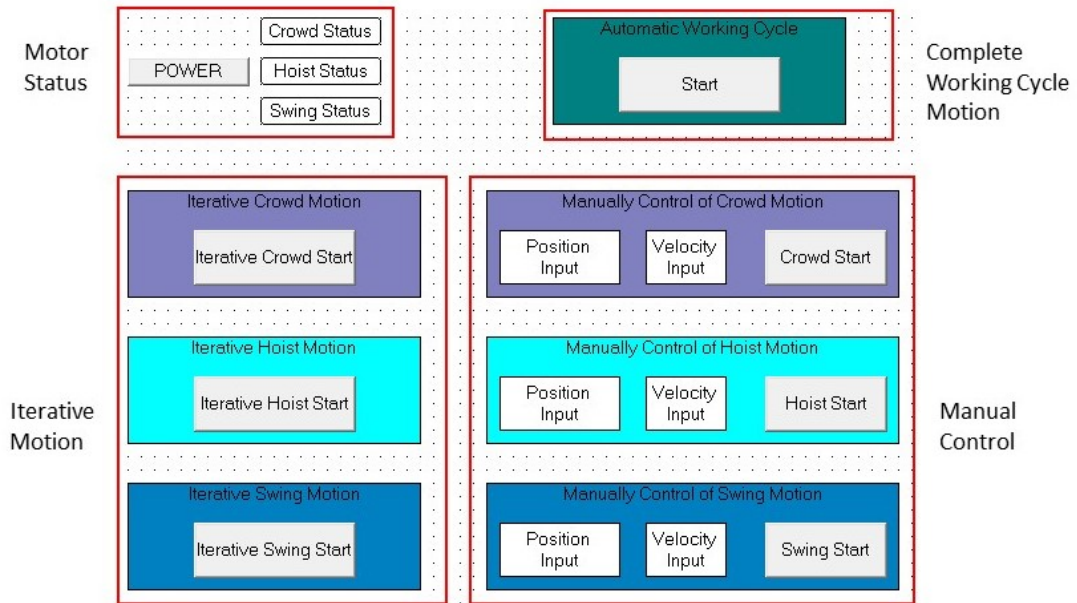 Motor
Status
POWER
Crowd Status
Hoist Status
Swing Status
Automatic Working Cycle
Start
Complete
Working Cycle
Motion
Iterative
Motion
Iterative Crowd Motion
Iterative Crowd Start
Iterative Hoist Motion
Iterative Hoist Start
Iterative Swing Motion
Iterative Swing Start
Manually Control of Crowd Motion
Position
Input
Velocity
Input
Crowd Start
Manually Control of Hoist Motion
Position
Input
Velocity
Input
Hoist Start
Manually Control of Swing Motion
Position
Input
Velocity
Input
Swing Start
Manual
Control